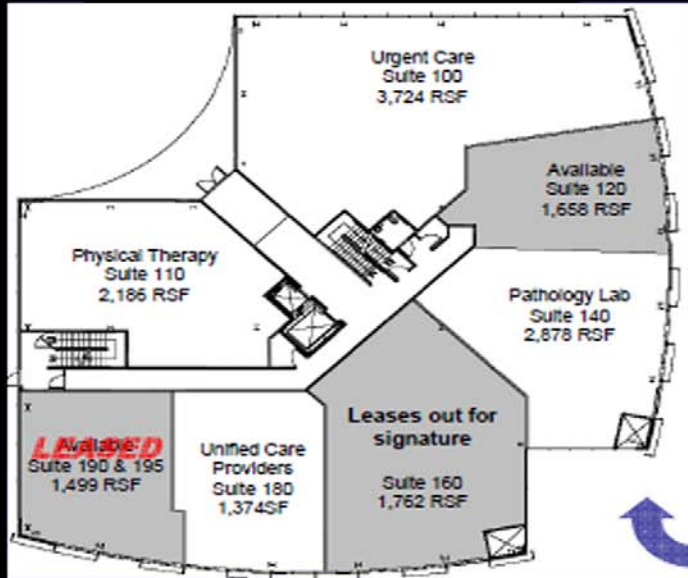 Urgent Care
Suite 100
3,724 RSF
Available
Suite 120
1,658 RSF
Physical Therapy
Suite 110
2,186 RSF
Pathology Lab
Suite 140
2,878 RSF
Leases out for
signature
Suite 160
1,762 RSF
Available
LEASED
Suite 190 & 195
1,499 RSF
Unified Care
Providers
Suite 180
1,374SF